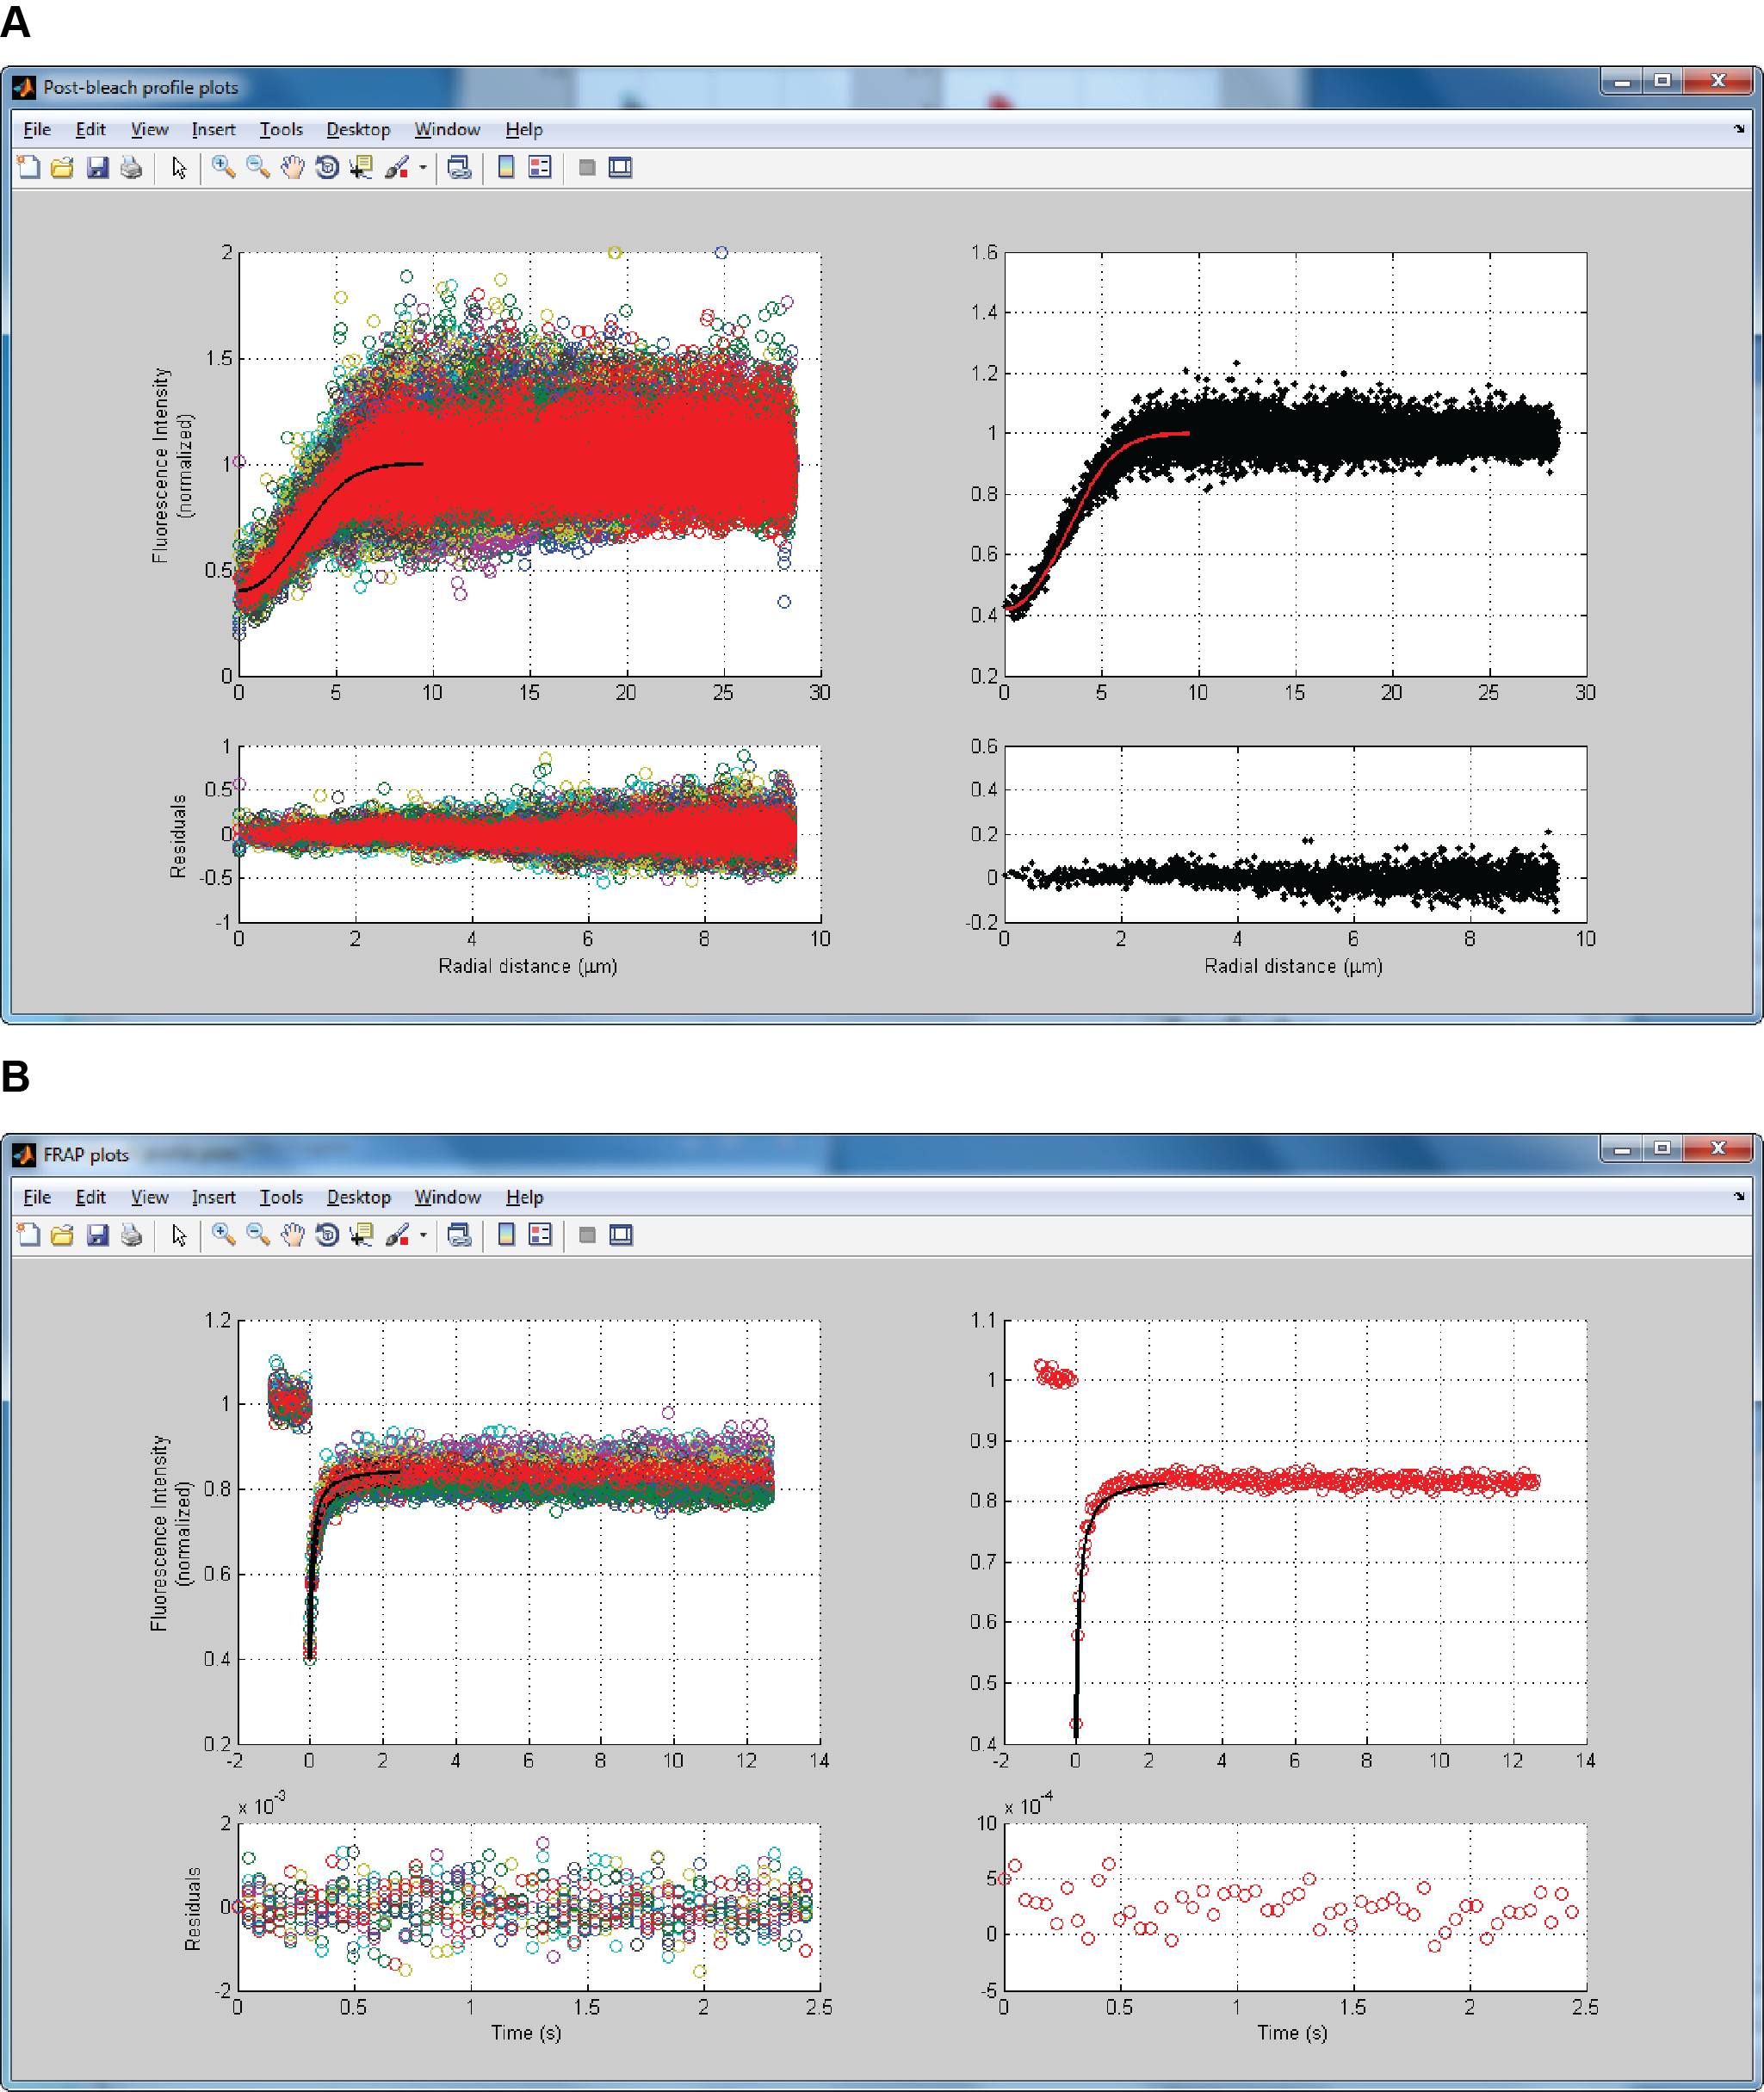 A
Post-bleach profile plots
File Edit View Insert Tools Desktop Window Help
Fluorescence Intensity
(normalized)
2
1.5
1
0.5
0
0 5 10 15 20 25 30
1.6
1.4
1.2
1
0.8
0.6
0.4
0.2
0 5 10 15 20 25 30
Residuals
1
0.5
0
-0.5
-1
0 2 4 6 8 10
Radial distance (μm)
0.6
0.4
0.2
0
-0.2
0 2 4 6 8 10
Radial distance (μm)
B
FRAP plots
File Edit View Insert Tools Desktop Window Help
Fluorescence Intensity
(normalized)
1.2
1
0.8
0.6
0.4
0.2
-2 0 2 4 6 8 10 12 14
1.1
1
0.9
0.8
0.7
0.6
0.5
0.4
-2 0 2 4 6 8 10 12 14
Residuals
x 10-3
2
0
-2
0 0.5 1 1.5 2 2.5
Time (s)
x 10-4
10
5
0
-5
0 0.5 1 1.5 2 2.5
Time (s)